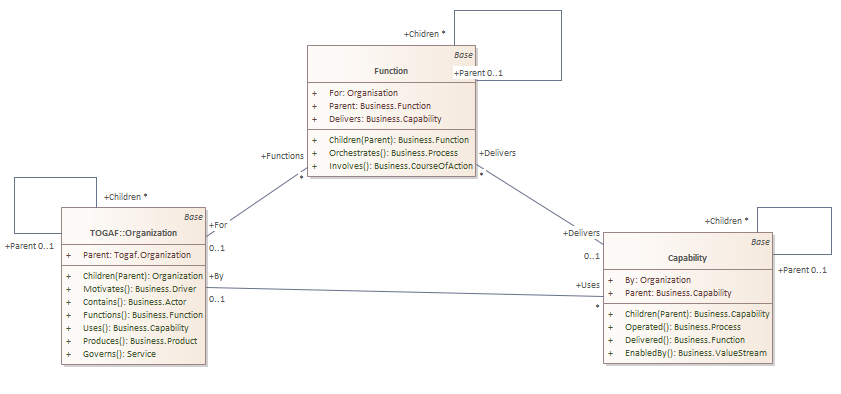 +Chidren *
Base
Function
+Parent 0..1
+ For: Organisation
+ Parent: Business.Function
+ Delivers: Business.Capability
+ Children(Parent): Business.Function
+ Orchestrates(): Business.Process
+ Involves(): Business.CourseOfAction
+Functions
*
+Delivers
*
+Children *
Base
TOGAF::Organization
+Parent 0..1
+ Parent: Togaf.Organization
+ Children(Parent): Organization
+ Motivates(): Business.Driver
+ Contains(): Business.Actor
+ Functions(): Business.Function
+ Uses(): Business.Capability
+ Produces(): Business.Product
+ Governs(): Service
+For
0..1
+By
0..1
+Delivers
0..1
+Uses
*
+Children *
Base
Capability
+Parent 0..1
+ By: Organization
+ Parent: Business.Capability
+ Children(Parent): Business.Capability
+ Operated(): Business.Process
+ Delivered(): Business.Function
+ EnabledBy(): Business.ValueStream